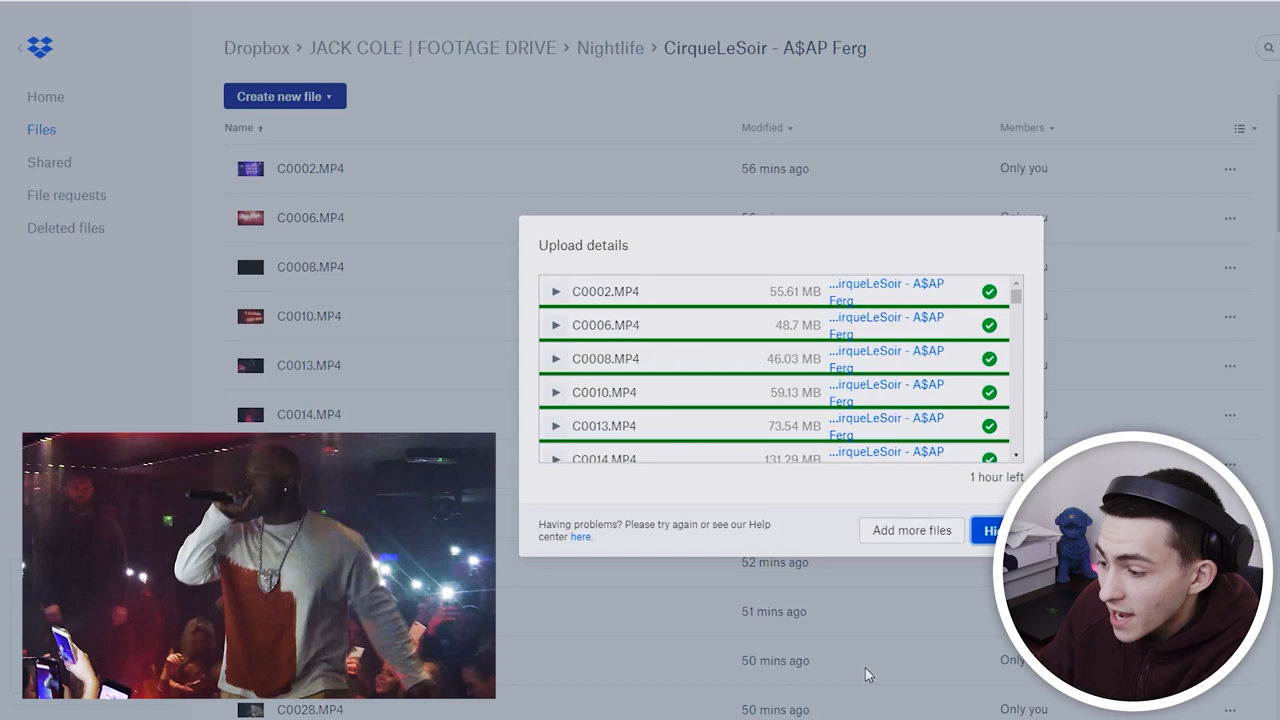 Dropbox › JACK COLE | FOOTAGE DRIVE › Nightlife › CirqueLeSoir - A$AP Ferg
Home
Files
Shared
File requests
Deleted files
Create new file
Name Modified Members
C0002.MP4 56 mins ago Only you
C0006.MP4
C0008.MP4
C0010.MP4
C0013.MP4
C0014.MP4
52 mins ago
51 mins ago
50 mins ago
C0028.MP4 50 mins ago
Upload details
C0002.MP4 55.61 MB ...irqueLeSoir - A$AP
Ferg
C0006.MP4 48.7 MB ...irqueLeSoir - A$AP
Ferg
C0008.MP4 46.03 MB ...irqueLeSoir - A$AP
Ferg
C0010.MP4 59.13 MB ...irqueLeSoir - A$AP
Ferg
C0013.MP4 73.54 MB ...irqueLeSoir - A$AP
Ferg
C0014.MP4 131.29 MB ...irqueLeSoir - A$AP
1 hour left
Having problems? Please try again or see our Help
center here.
Add more files